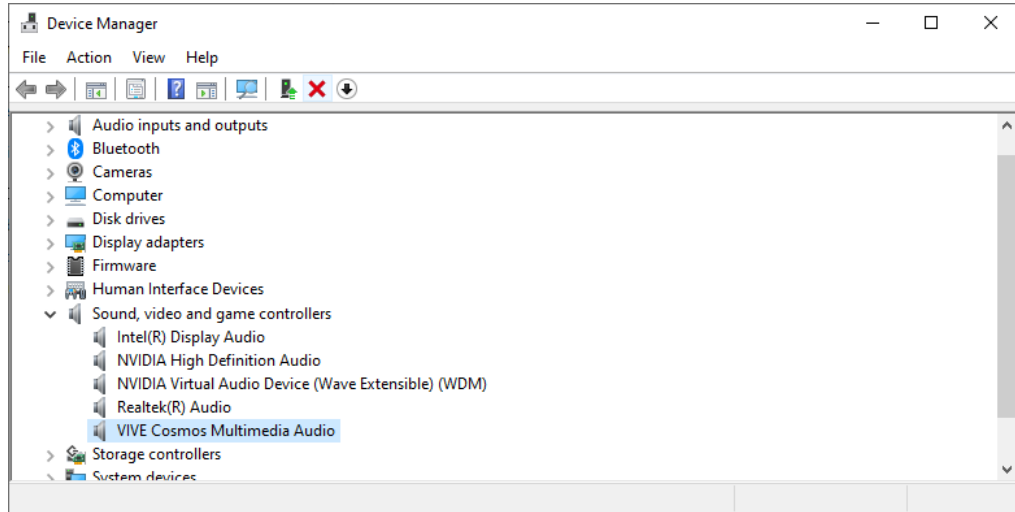 Device Manager
File Action View Help
Audio inputs and outputs
Bluetooth
Cameras
Computer
Disk drives
Display adapters
Firmware
Human Interface Devices
Sound, video and game controllers
Intel(R) Display Audio
NVIDIA High Definition Audio
NVIDIA Virtual Audio Device (Wave Extensible) (WDM)
Realtek(R) Audio
VIVE Cosmos Multimedia Audio
Storage controllers
System devices